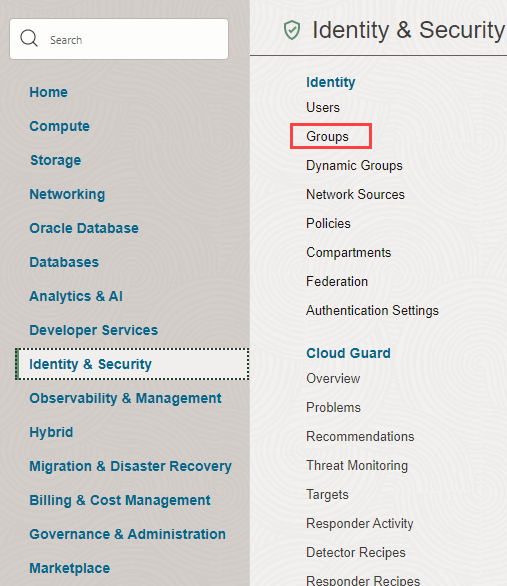 Search
Home
Compute
Storage
Networking
Oracle Database
Databases
Analytics & AI
Developer Services
Identity & Security
Observability & Management
Hybrid
Migration & Disaster Recovery
Billing & Cost Management
Governance & Administration
Marketplace
Identity & Security
Identity
Users
Groups
Dynamic Groups
Network Sources
Policies
Compartments
Federation
Authentication Settings
Cloud Guard
Overview
Problems
Recommendations
Threat Monitoring
Targets
Responder Activity
Detector Recipes
Responder Recipes